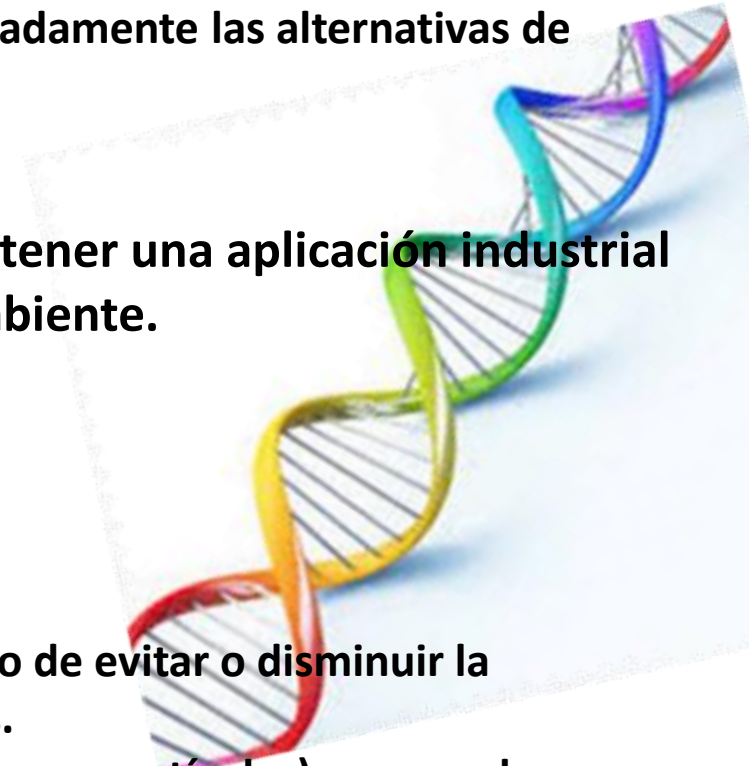 adamente las alternativas de
tener una aplicación industrial
biente.
o de evitar o disminuir la
.